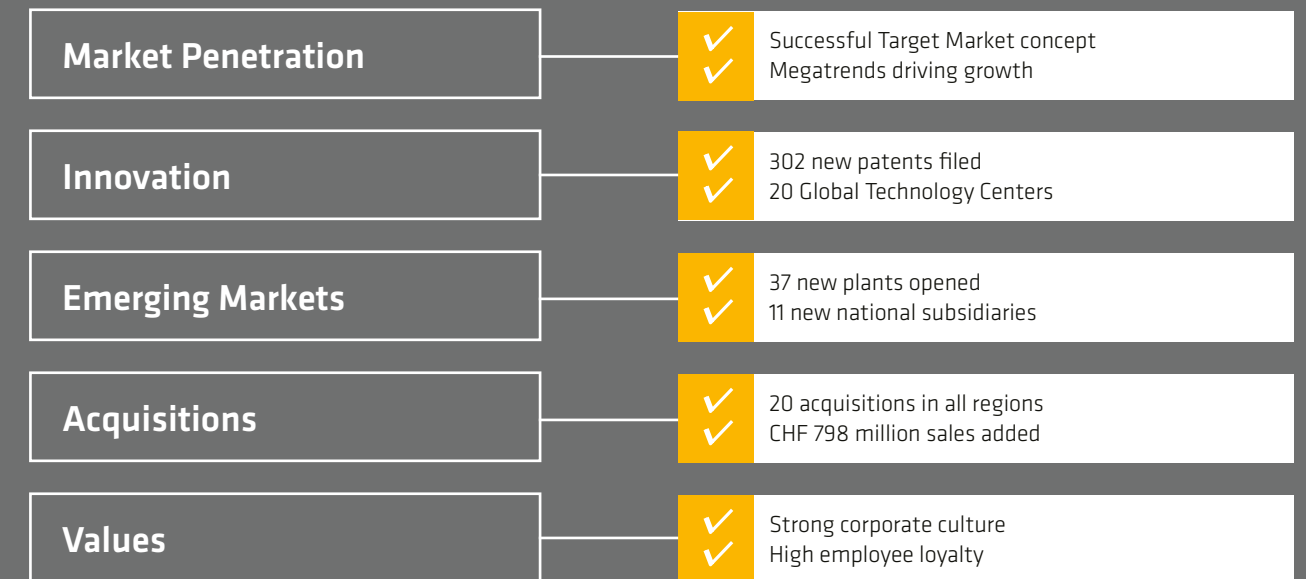 Market Penetration
Successful Target Market concept
Megatrends driving growth
Innovation
302 new patents filed
20 Global Technology Centers
Emerging Markets
37 new plants opened
11 new national subsidiaries
Acquisitions
20 acquisitions in all regions
CHF 798 million sales added
Values
Strong corporate culture
High employee loyalty